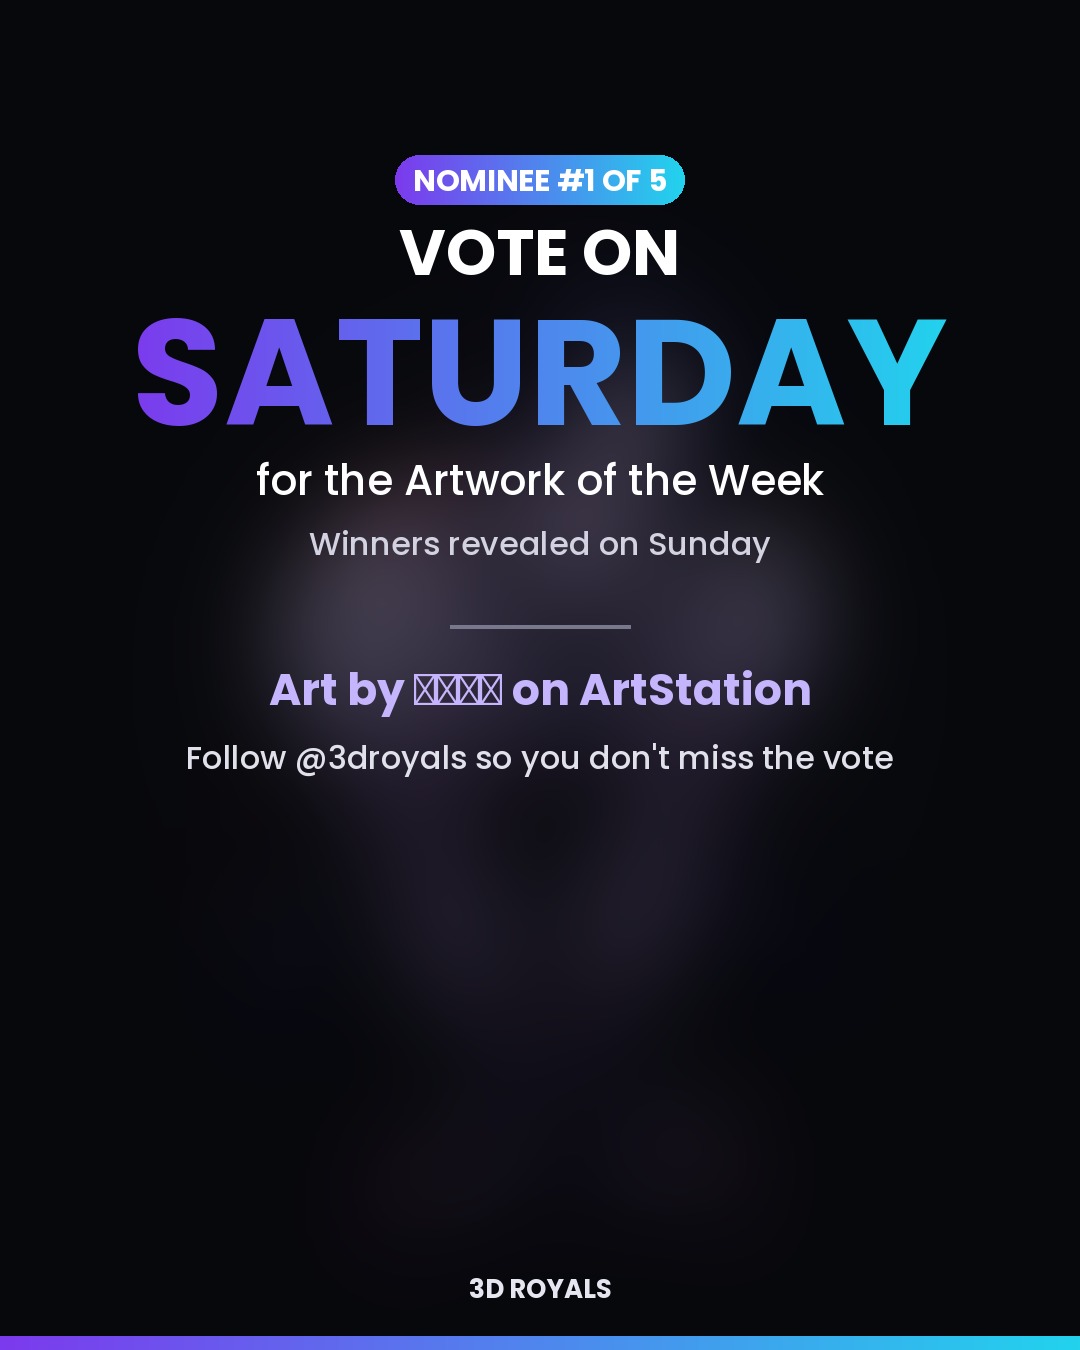 NOMINEE #1 OF 5
VOTE ON
SATURDAY
for the Artwork of the Week
Winners revealed on Sunday
Art by on ArtStation
Follow @3droyals so you don't miss the vote
3D ROYALS